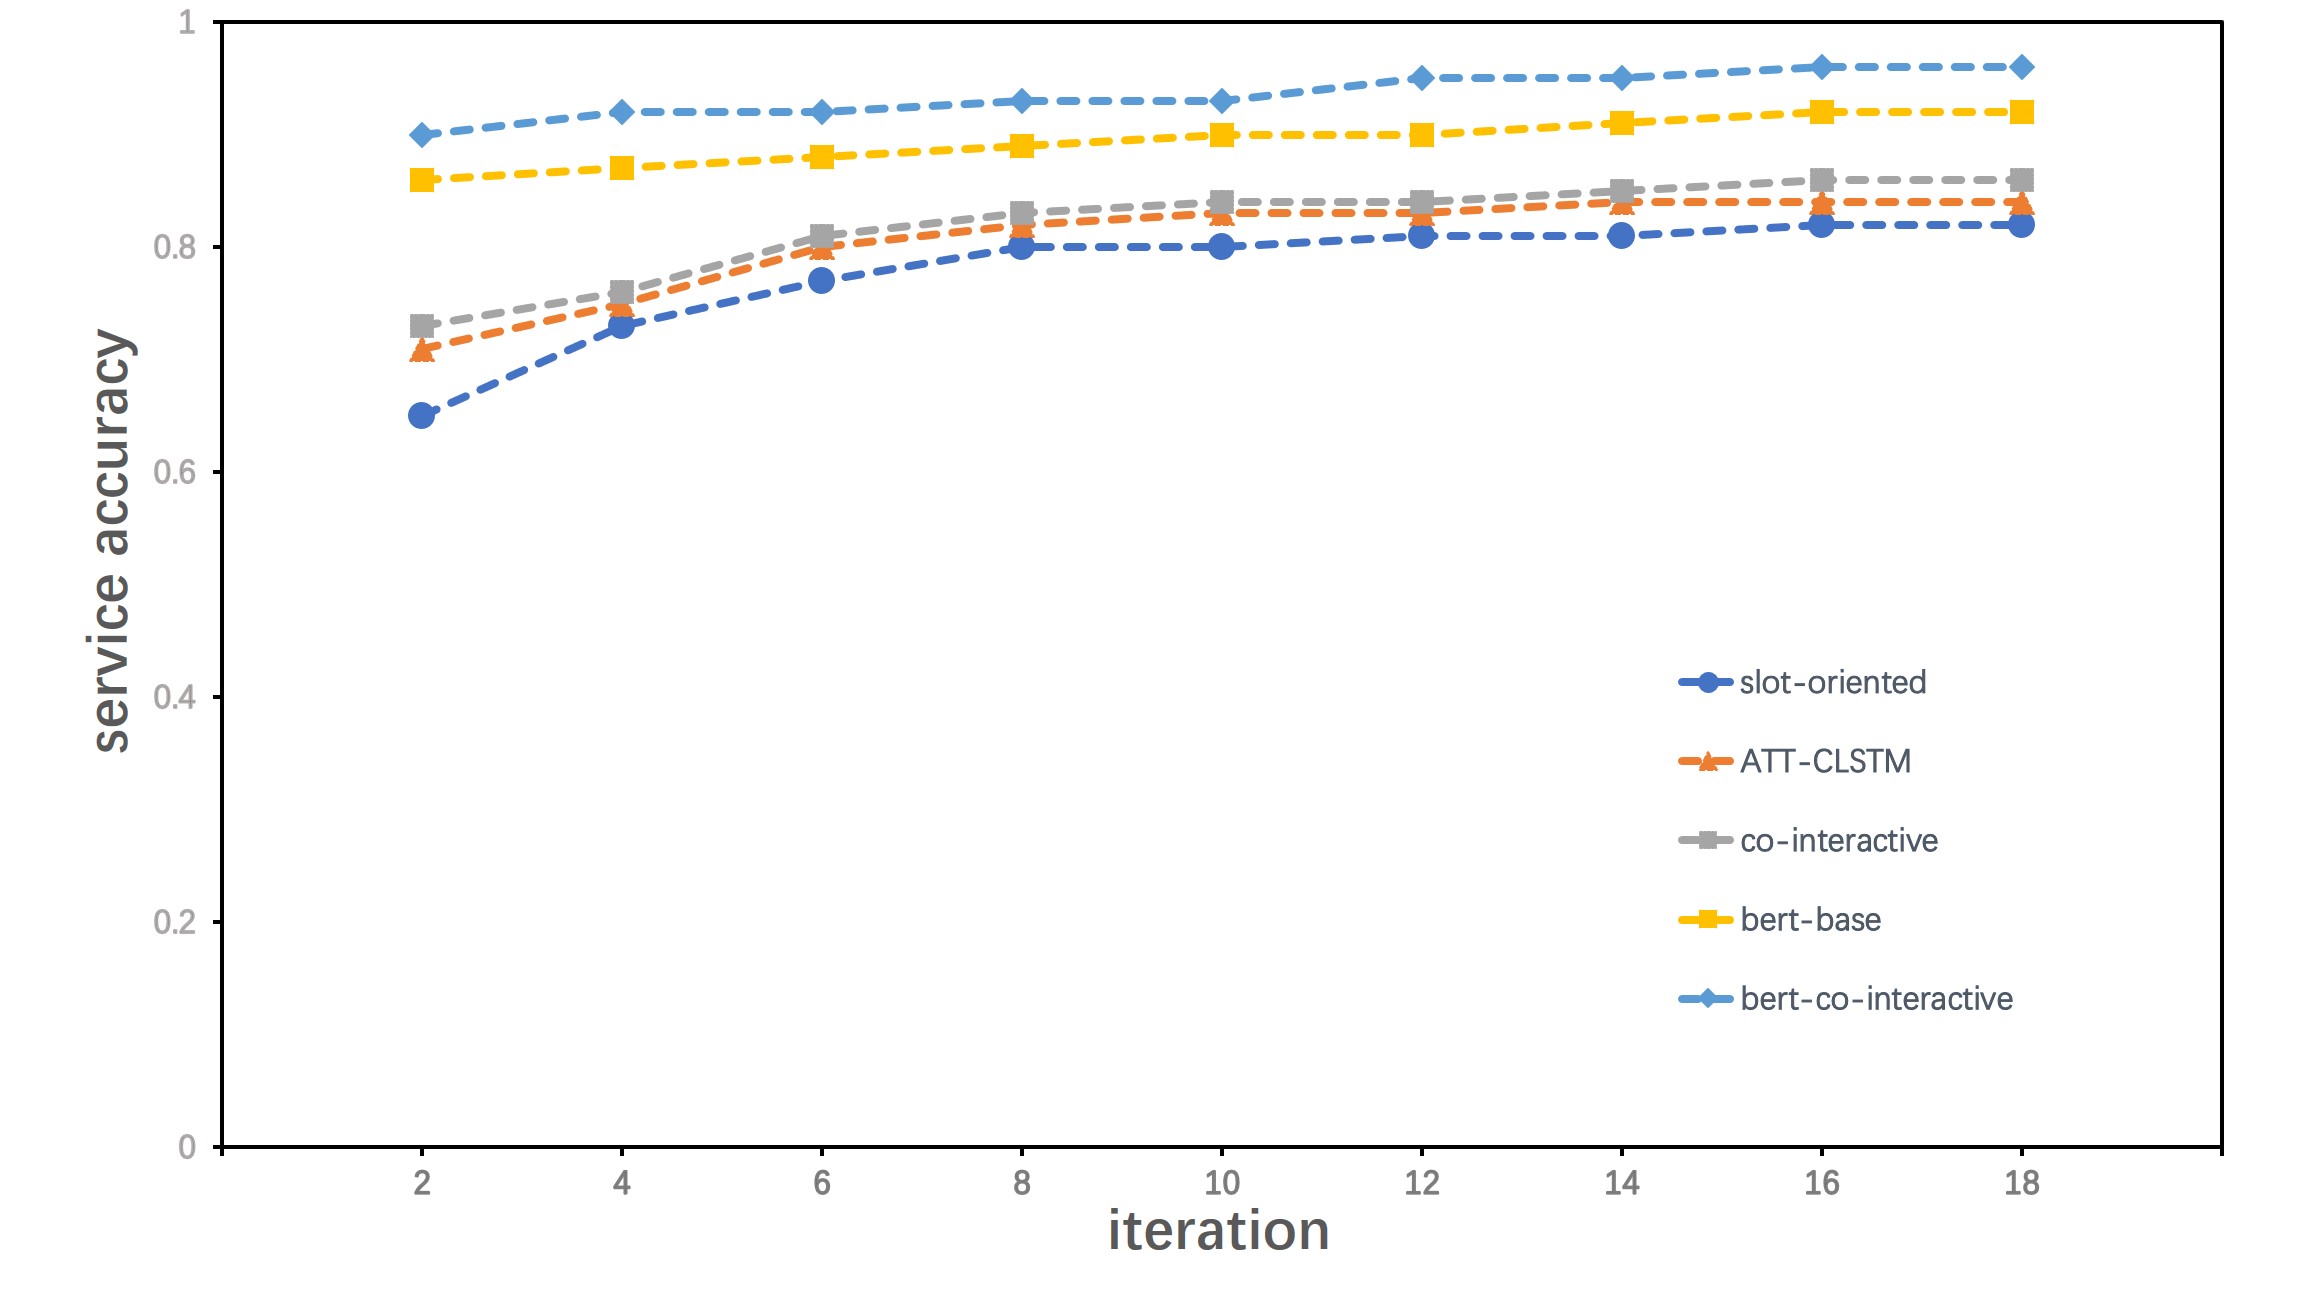 1
0.8
0.6
0.4
0.2
0
service accuracy
slot-oriented
ATT-CLSTM
co-interactive
bert-base
bert-co-interactive
2 4 6 8 10 12 14 16 18
iteration